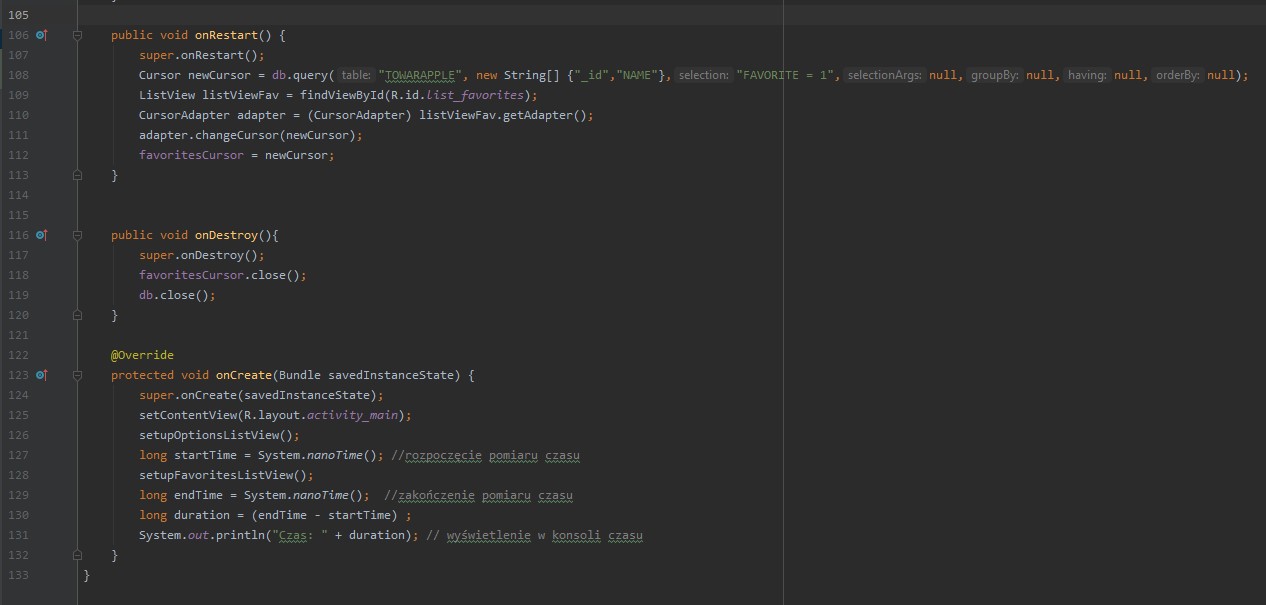 105
106 public void onRestart() {
107 super.onRestart();
108 Cursor newCursor = db.query( table: "TOWARAPPLE", new String[] {"_id","NAME"}, selection: "FAVORITE = 1", selectionArgs: null, groupBy: null, having: null, orderBy: null);
109 ListView listViewFav = findViewById(R.id.list_favorites);
110 CursorAdapter adapter = (CursorAdapter) listViewFav.getAdapter();
111 adapter.changeCursor(newCursor);
112 favoritesCursor = newCursor;
113 }
114
115
116 public void onDestroy(){
117 super.onDestroy();
118 favoritesCursor.close();
119 db.close();
120 }
121
122 @Override
123 protected void onCreate(Bundle savedInstanceState) {
124 super.onCreate(savedInstanceState);
125 setContentView(R.layout.activity_main);
126 setupOptionsListView();
127 long startTime = System.nanoTime(); //rozpoczęcie pomiaru czasu
128 setupFavoritesListView();
129 long endTime = System.nanoTime();  //zakończenie pomiaru czasu
130 long duration = (endTime - startTime) ;
131 System.out.println("Czas: " + duration); // wyświetlenie w konsoli czasu
132 }
133 }